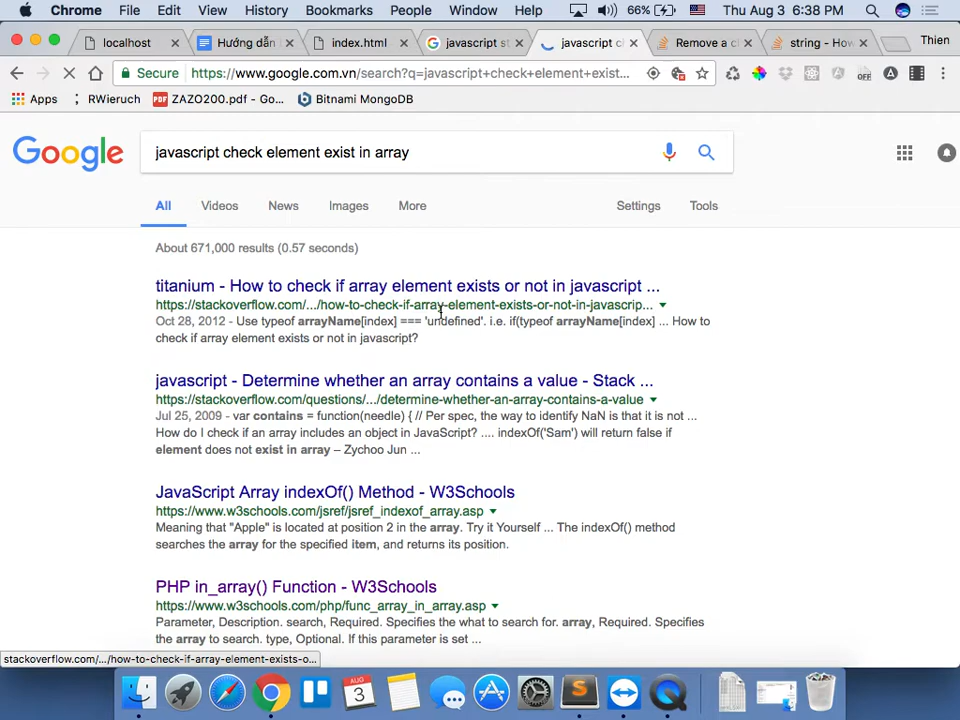 Chrome File Edit View History Bookmarks People Window Help 66% Thu Aug 3 6:38 PM
localhost Hướng dẫn index.html javascript st javascript c Remove a c string - How Thien
Secure https://www.google.com.vn/search?q=javascript+check+element+exist... OFF
Apps RWieruch PDF ZAZO200.pdf - Go... Bitnami MongoDB
Google javascript check element exist in array
All Videos News Images More Settings Tools
About 671,000 results (0.57 seconds)
titanium - How to check if array element exists or not in javascript ...
https://stackoverflow.com/.../how-to-check-if-array-element-exists-or-not-in-javascrip...
Oct 28, 2012 - Use typeof arrayName[index] === 'undefined'. i.e. if(typeof arrayName[index] ... How to
check if array element exists or not in javascript?
javascript - Determine whether an array contains a value - Stack ...
https://stackoverflow.com/questions/.../determine-whether-an-array-contains-a-value
Jul 25, 2009 - var contains = function(needle) { // Per spec, the way to identify NaN is that it is not ...
How do I check if an array includes an object in JavaScript? .... indexOf('Sam') will return false if
element does not exist in array – Zychoo Jun ...
JavaScript Array indexOf() Method - W3Schools
https://www.w3schools.com/jsref/jsref_indexof_array.asp
Meaning that "Apple" is located at position 2 in the array. Try it Yourself ... The indexOf() method
searches the array for the specified item, and returns its position.
PHP in_array() Function - W3Schools
https://www.w3schools.com/php/func_array_in_array.asp
Parameter, Description. search, Required. Specifies the what to search for. array, Required. Specifies
the array to search. type, Optional. If this parameter is set ...
stackoverflow.com/.../how-to-check-if-array-element-exists-o...
AUG
3